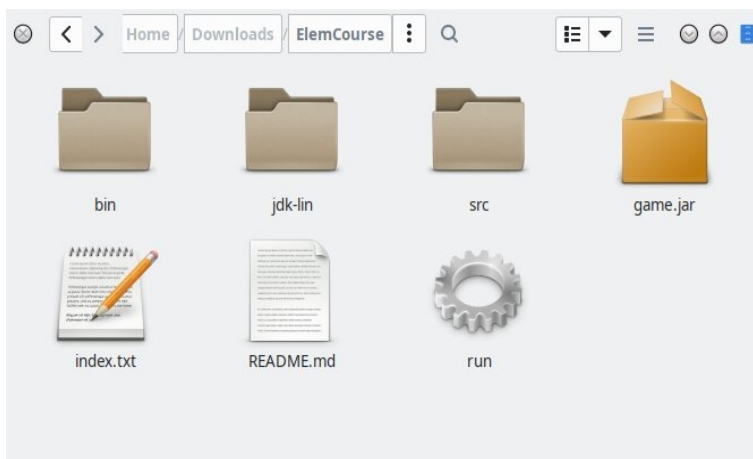 Home / Downloads / ElemCourse
bin
jdk-lin
src
game.jar
index.txt
README.md
run